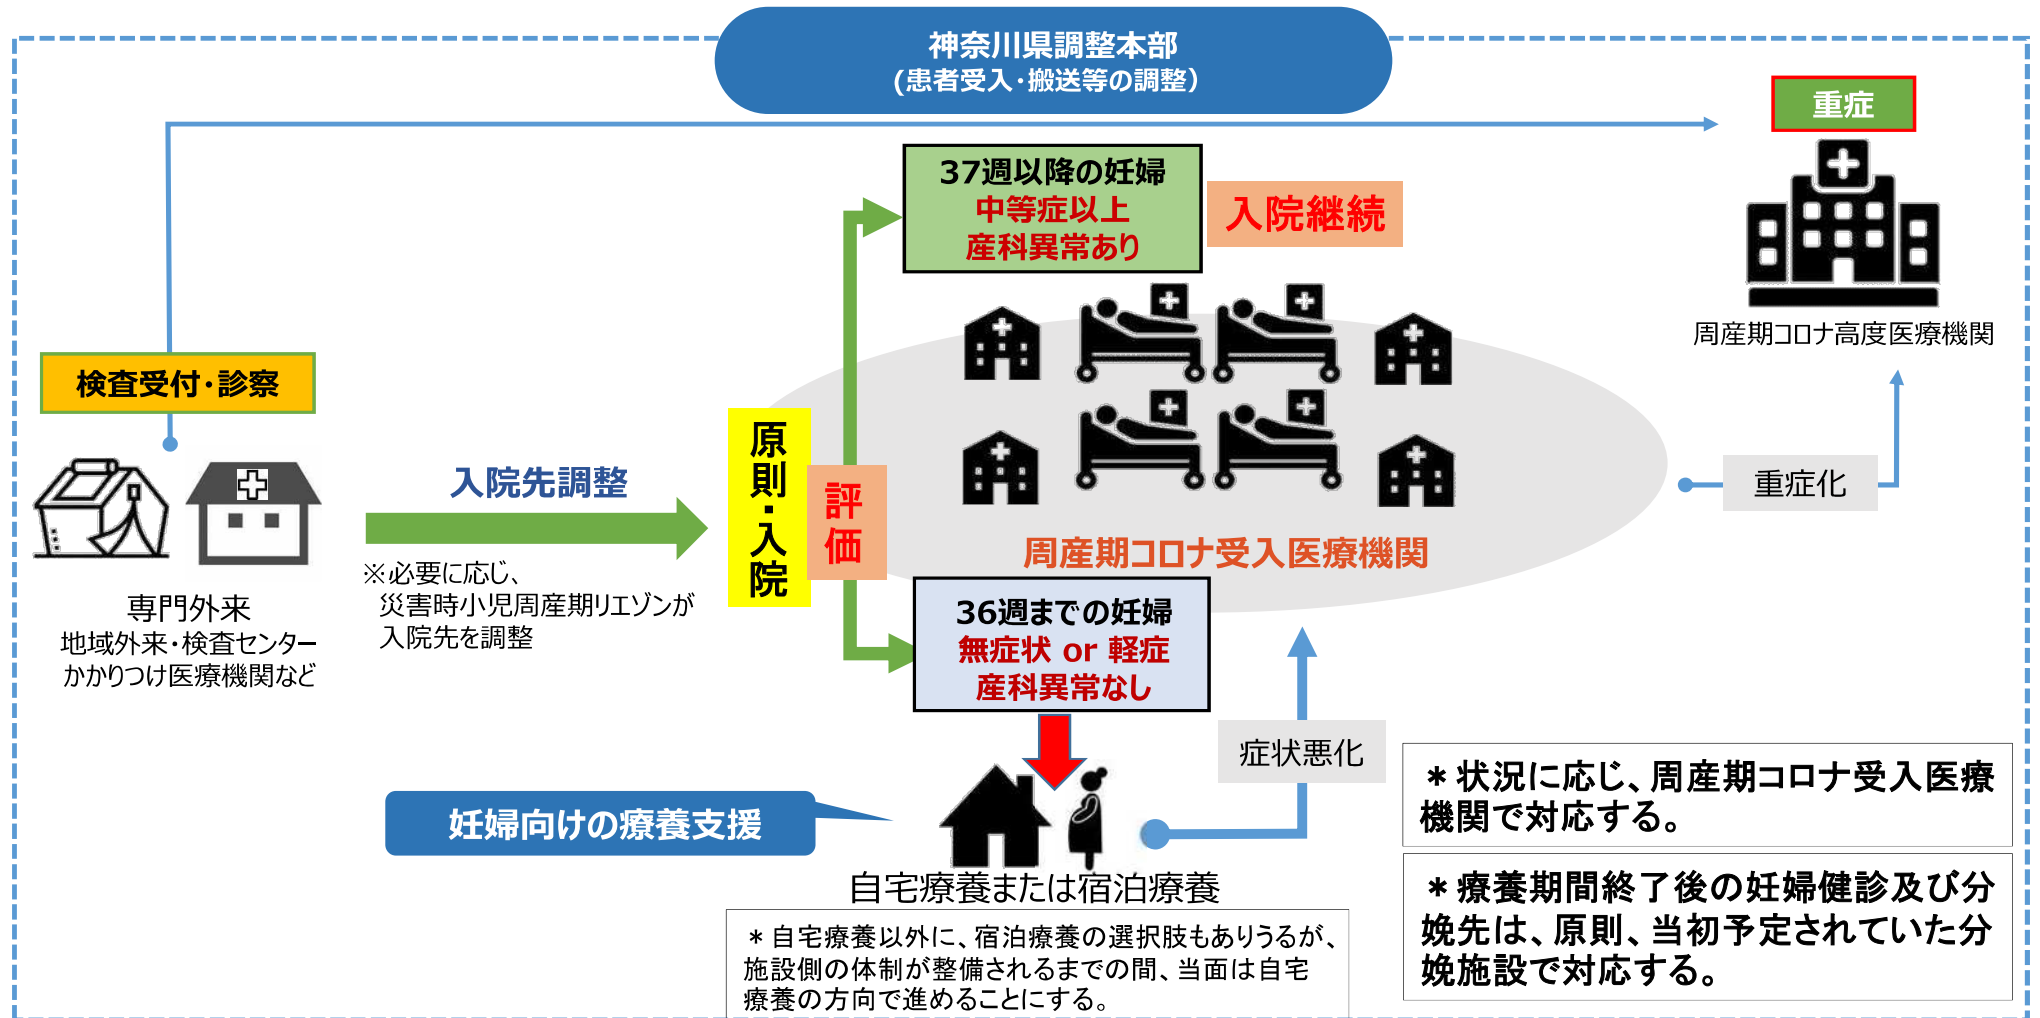 神奈川県調整本部
(患者受入・搬送等の調整)
重症
周産期コロナ高度医療機関
37週以降の妊婦
中等症以上
産科異常あり
入院継続
検査受付・診察
専門外来
地域外来・検査センター
かかりつけ医療機関など
入院先調整
※必要に応じ、
災害時小児周産期リエゾンが
入院先を調整
原則・入院
評価
周産期コロナ受入医療機関
重症化
36週までの妊婦
無症状 or 軽症
産科異常なし
症状悪化
妊婦向けの療養支援
自宅療養または宿泊療養
＊自宅療養以外に、宿泊療養の選択肢もありうるが、
施設側の体制が整備されるまでの間、当面は自宅
療養の方向で進めることにする。
＊状況に応じ、周産期コロナ受入医療
機関で対応する。
＊療養期間終了後の妊婦健診及び分
娩先は、原則、当初予定されていた分
娩施設で対応する。